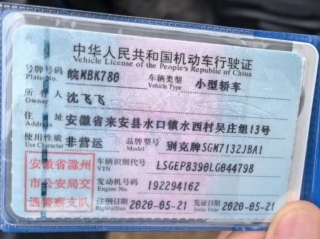 中华人民共和国机动车行驶证
Vehicle License of the People's Republic of China
号牌号码 皖MBK780 车辆类型 小型轿车
Plate No. Vehicle Type
所有人 沈飞飞
Owner
住址 安徽省来安县水口镇永西村吴庄组13号
Address
使用性质 非营运 品牌型号 别克牌SGM7132JBA1
Use Character Model
安徽省滁州
市公安局交
通警察支队
车辆识别代号 LSGEP8390LG044798
VIN
发动机号码 192294162
Engine No.
注册日期 2020-05-21 发证日期 2020-05-21
Register Date Issue Date